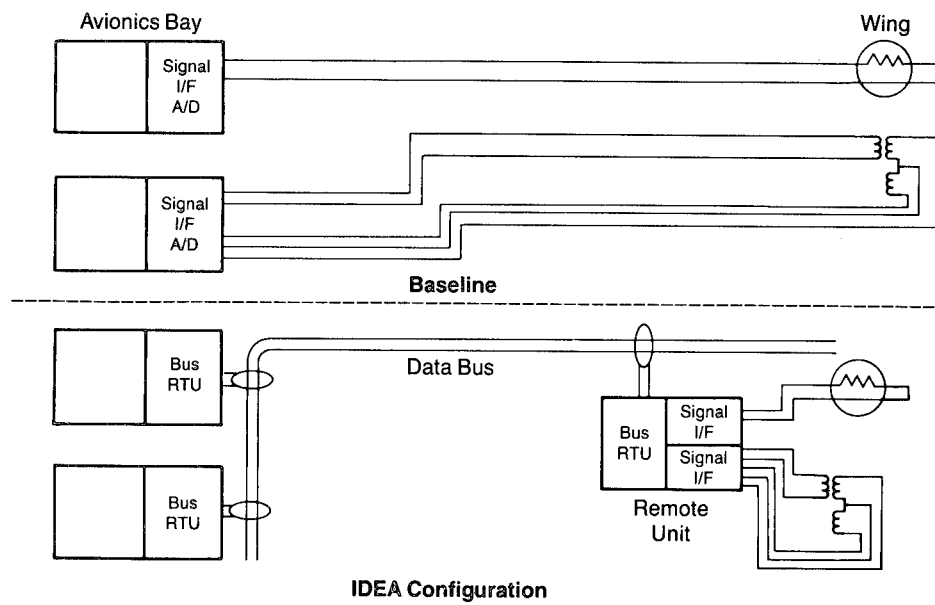 Avionics Bay
Wing
Signal
I/F
A/D
Signal
I/F
A/D
Baseline
Bus
RTU
Data Bus
Bus
RTU
Bus
RTU
Signal
I/F
Signal
I/F
Remote
Unit
IDEA Configuration